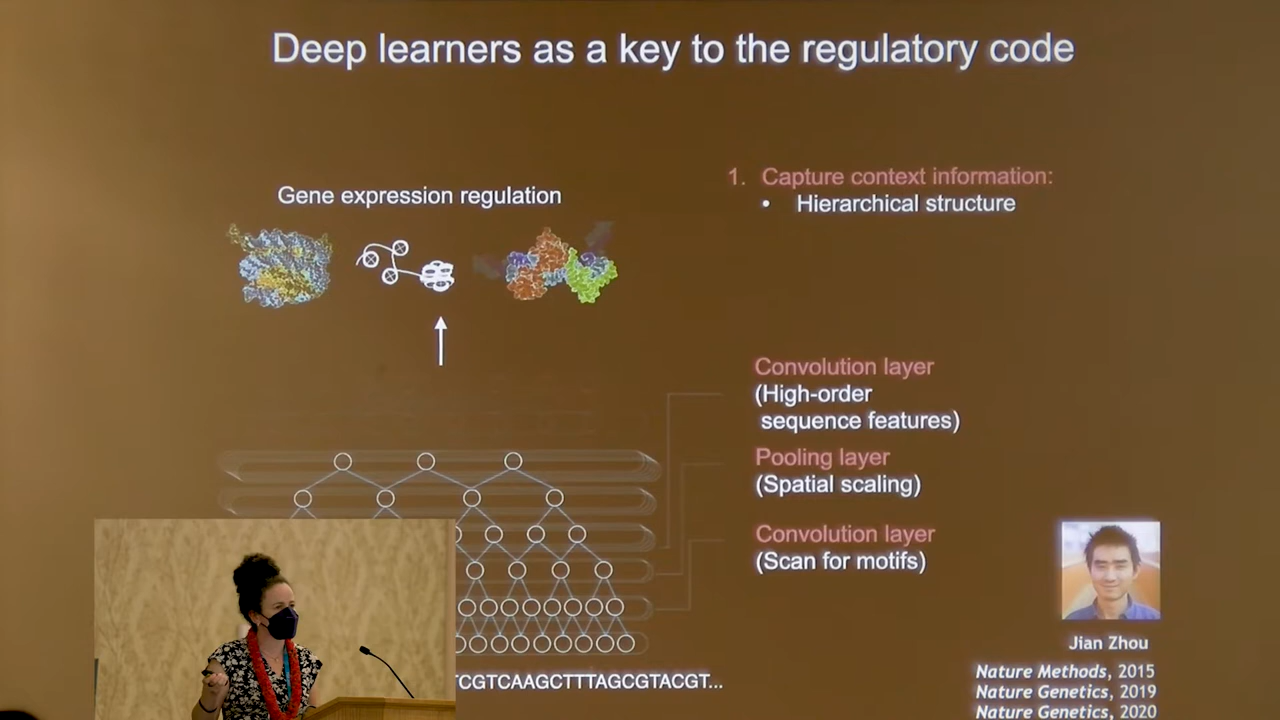 Deep learners as a key to the regulatory code
Gene expression regulation
1. Capture context information:
• Hierarchical structure
Convolution layer
(High-order
sequence features)
Pooling layer
(Spatial scaling)
Convolution layer
(Scan for motifs)
TCGTCAAGCTTTAGCGTACGT...
Jian Zhou
Nature Methods, 2015
Nature Genetics, 2019
Nature Genetics, 2020